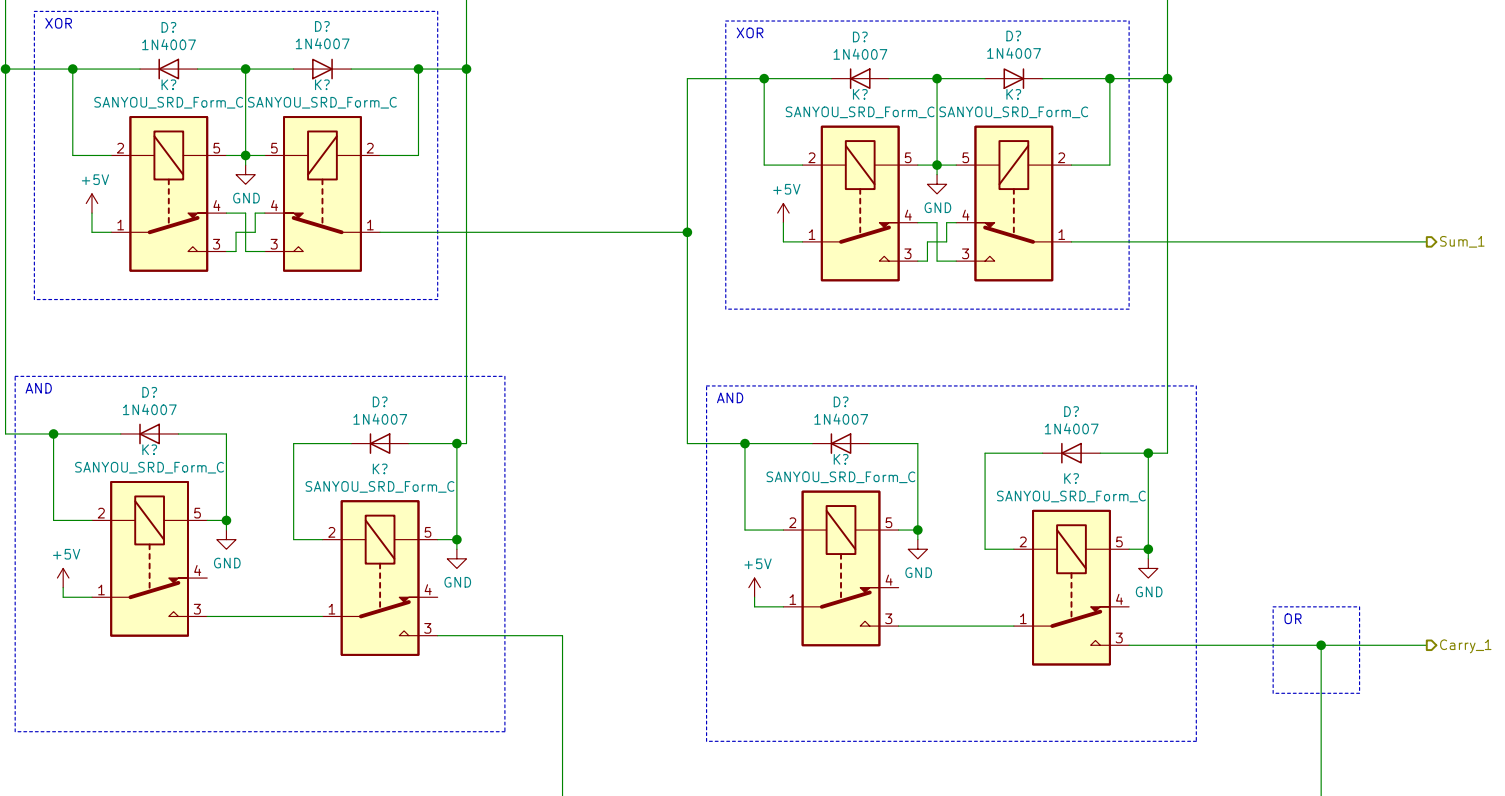 XOR
D?
1N4007
D?
1N4007
K?
SANYOU_SRD_Form_C
K?
SANYOU_SRD_Form_C
2
5
5
2
+5V
GND
1
4
4
1
3
3
XOR
D?
1N4007
D?
1N4007
K?
SANYOU_SRD_Form_C
K?
SANYOU_SRD_Form_C
2
5
5
2
+5V
GND
1
4
4
1
3
3
Sum_1
AND
D?
1N4007
K?
SANYOU_SRD_Form_C
2
5
GND
+5V
1
4
3
D?
1N4007
K?
SANYOU_SRD_Form_C
2
5
GND
1
4
3
AND
D?
1N4007
K?
SANYOU_SRD_Form_C
2
5
GND
+5V
1
4
3
D?
1N4007
K?
SANYOU_SRD_Form_C
2
5
GND
1
4
3
OR
Carry_1